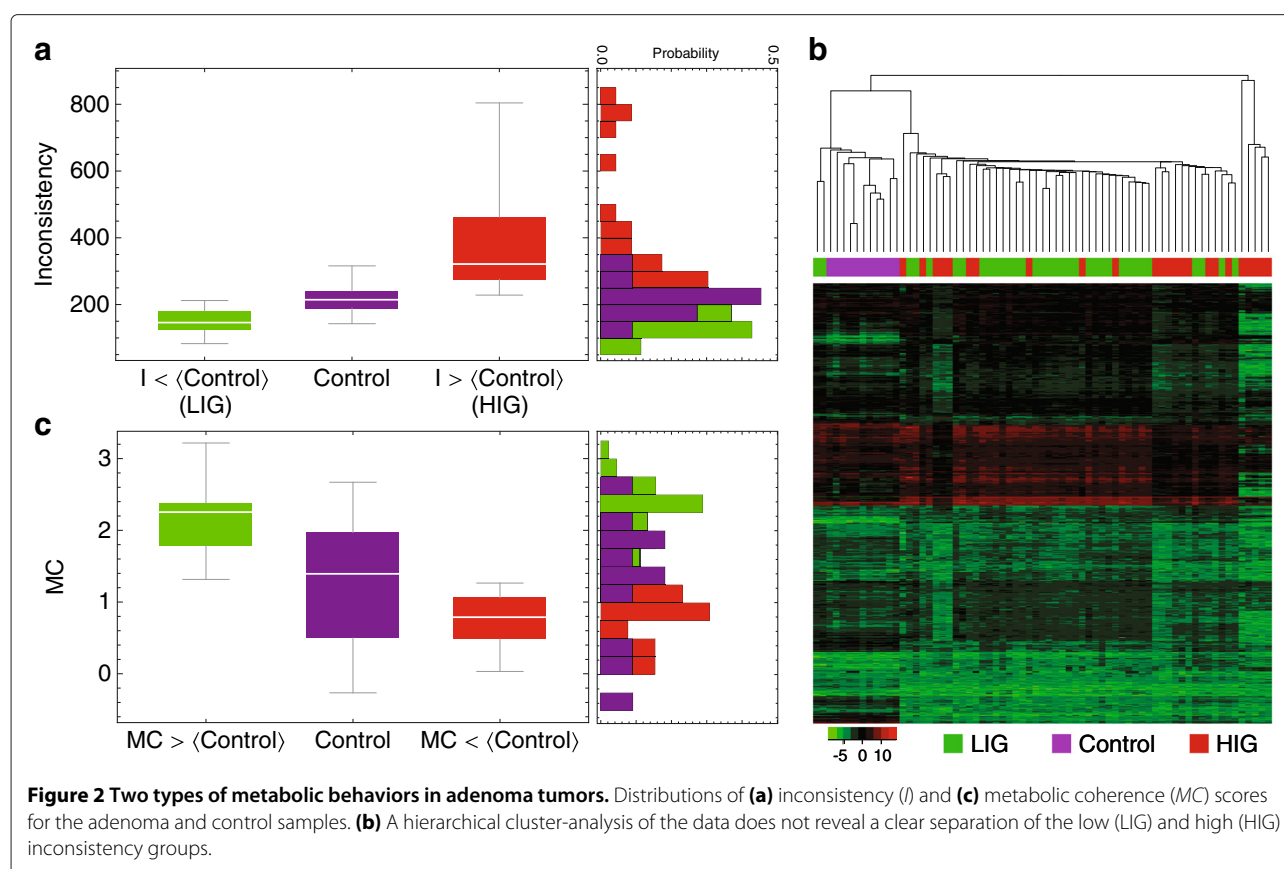 a
Probability
0.0
0.5
b
Inconsistency
800
600
400
200
I < ⟨Control⟩
(LIG)
Control
I > ⟨Control⟩
(HIG)
c
MC
3
2
1
0
MC > ⟨Control⟩
Control
MC < ⟨Control⟩
-5 0 10
LIG
Control
HIG
Figure 2 Two types of metabolic behaviors in adenoma tumors. Distributions of (a) inconsistency (I) and (c) metabolic coherence (MC) scores
for the adenoma and control samples. (b) A hierarchical cluster-analysis of the data does not reveal a clear separation of the low (LIG) and high (HIG)
inconsistency groups.